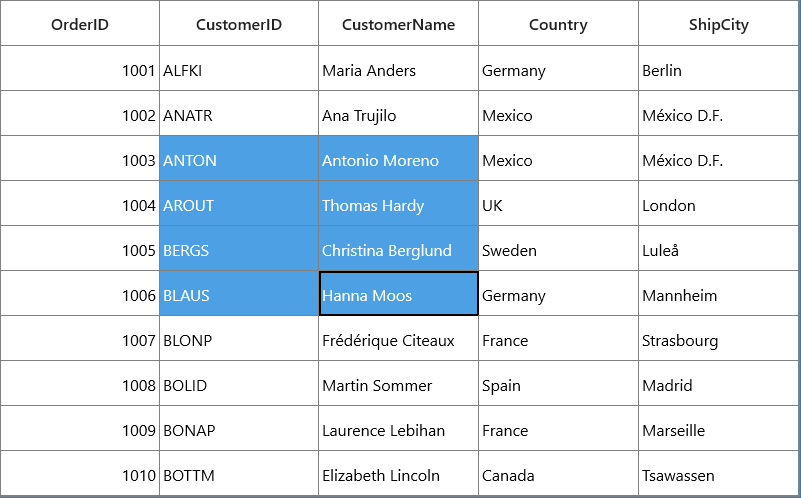 OrderID CustomerID CustomerName Country ShipCity
1001 ALFKI Maria Anders Germany Berlin
1002 ANATR Ana Trujilo Mexico México D.F.
1003 ANTON Antonio Moreno Mexico México D.F.
1004 AROUT Thomas Hardy UK London
1005 BERGS Christina Berglund Sweden Luleå
1006 BLAUS Hanna Moos Germany Mannheim
1007 BLONP Frédérique Citeaux France Strasbourg
1008 BOLID Martin Sommer Spain Madrid
1009 BONAP Laurence Lebihan France Marseille
1010 BOTTM Elizabeth Lincoln Canada Tsawassen